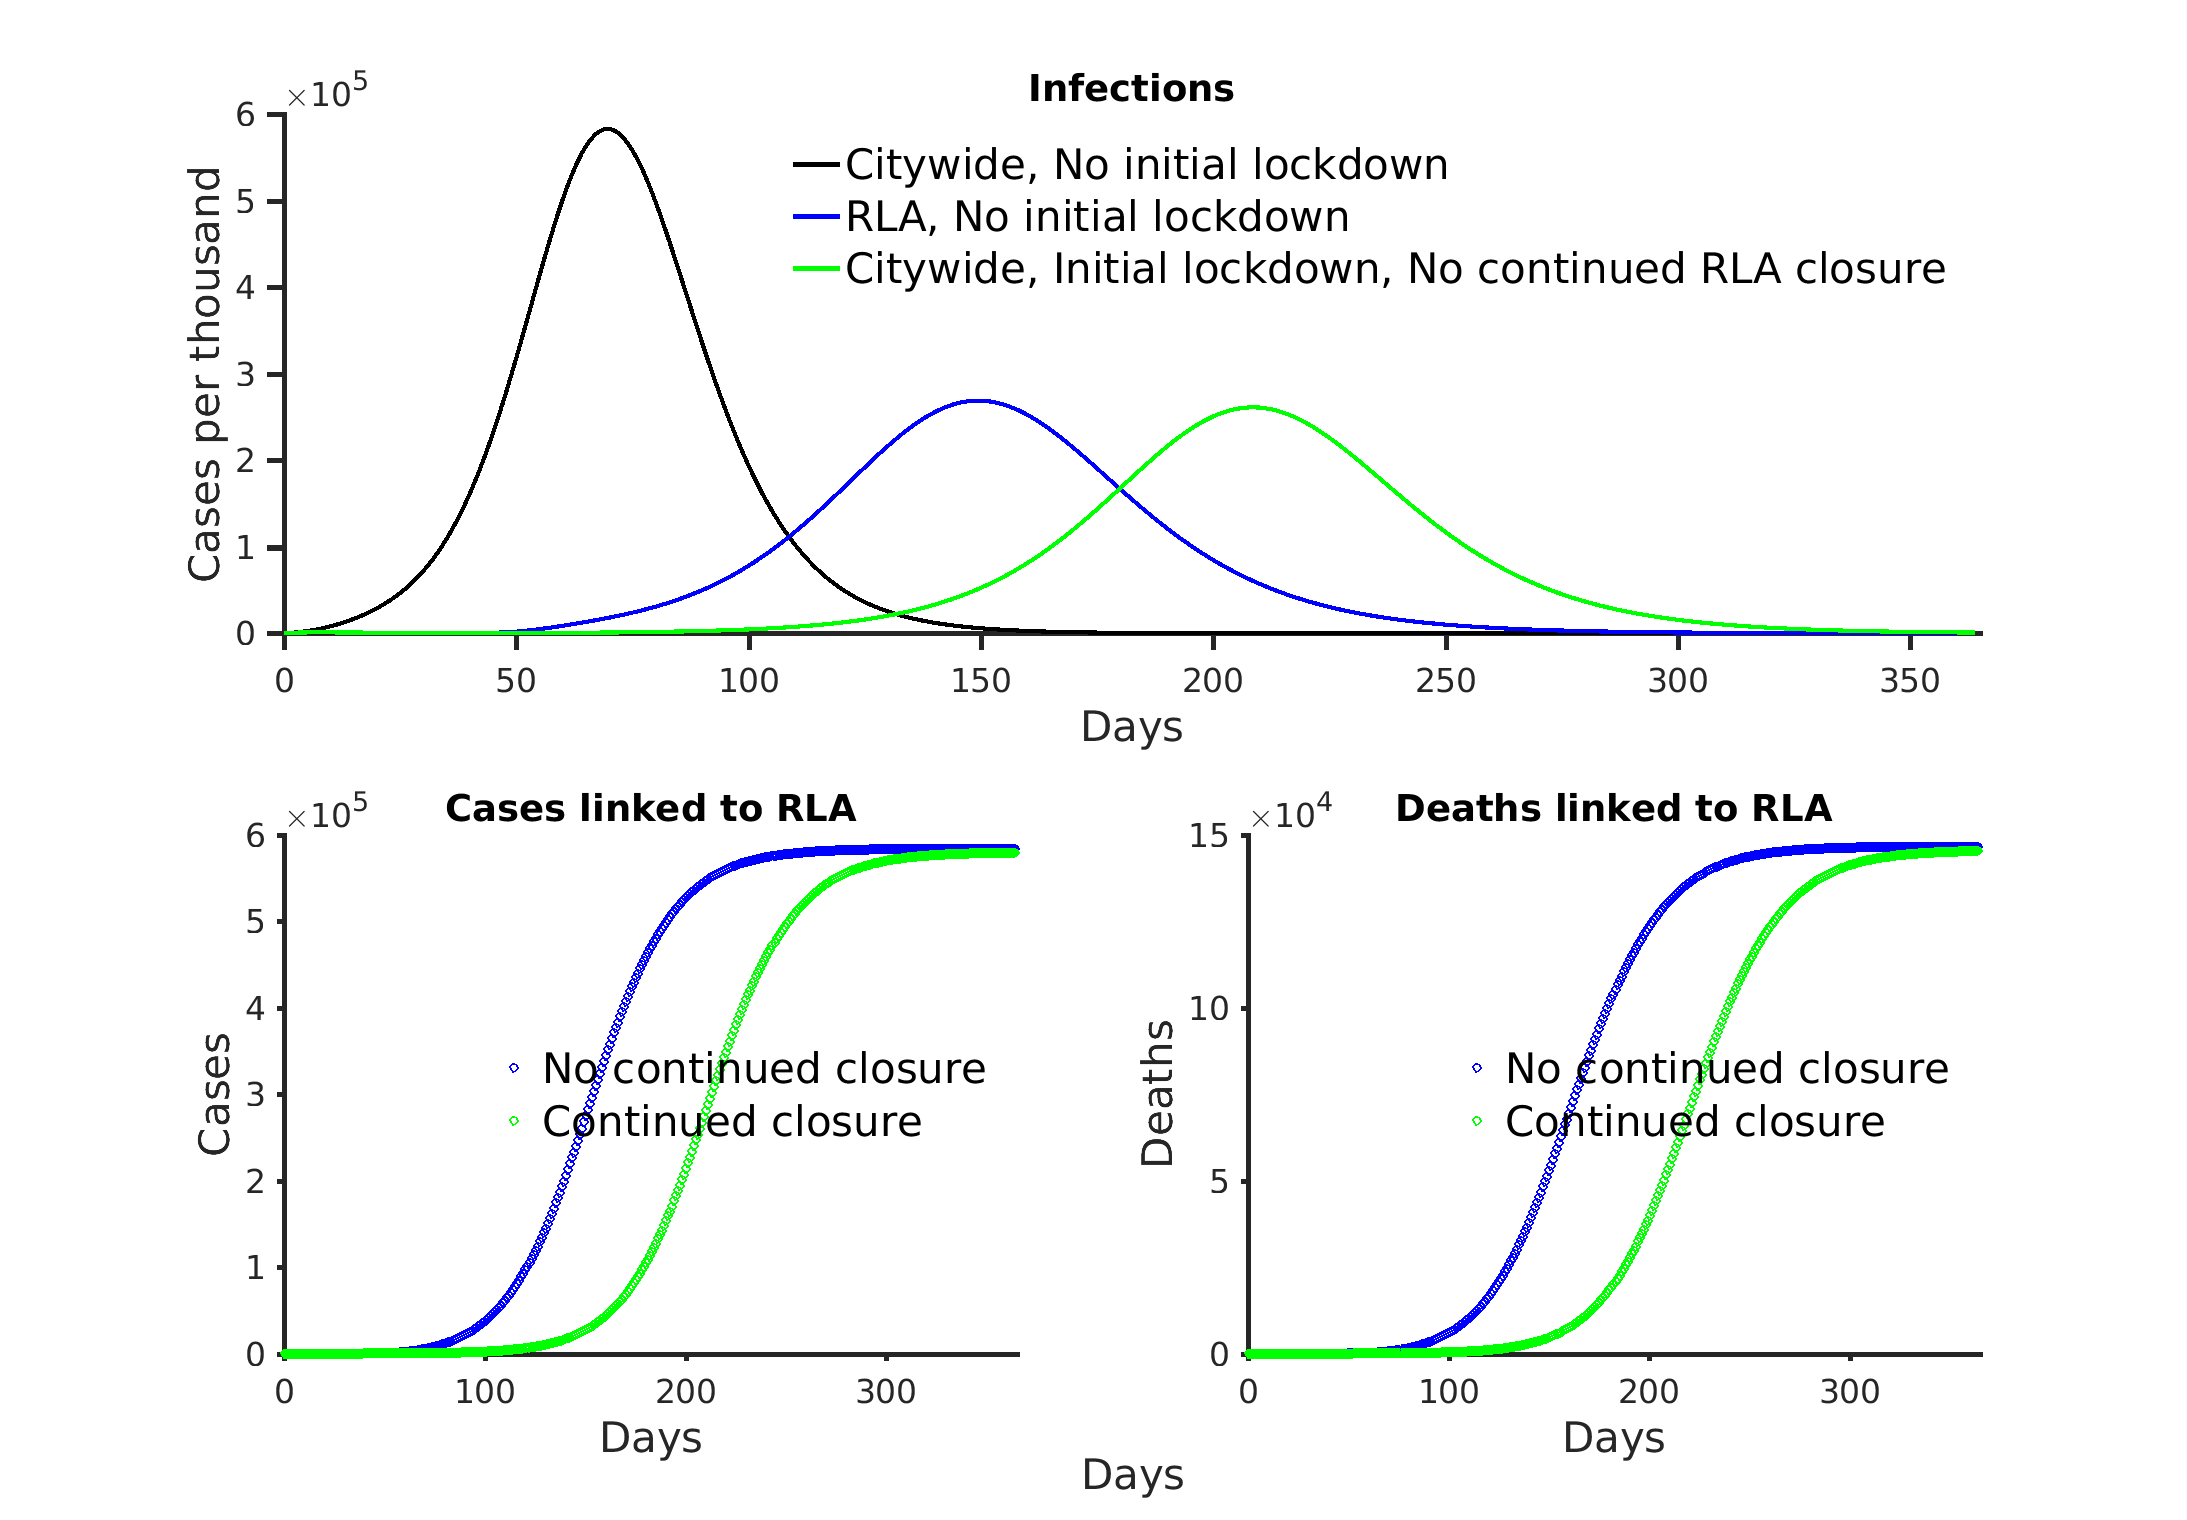 Infections
×10^5
6
5
4
3
2
1
0
Cases per thousand
Citywide, No initial lockdown
RLA, No initial lockdown
Citywide, Initial lockdown, No continued RLA closure
0 50 100 150 200 250 300 350
Days
Cases linked to RLA
×10^5
6
5
4
3
2
1
0
Cases
No continued closure
Continued closure
0 100 200 300
Days
Deaths linked to RLA
×10^4
15
10
5
0
Deaths
No continued closure
Continued closure
0 100 200 300
Days
Days